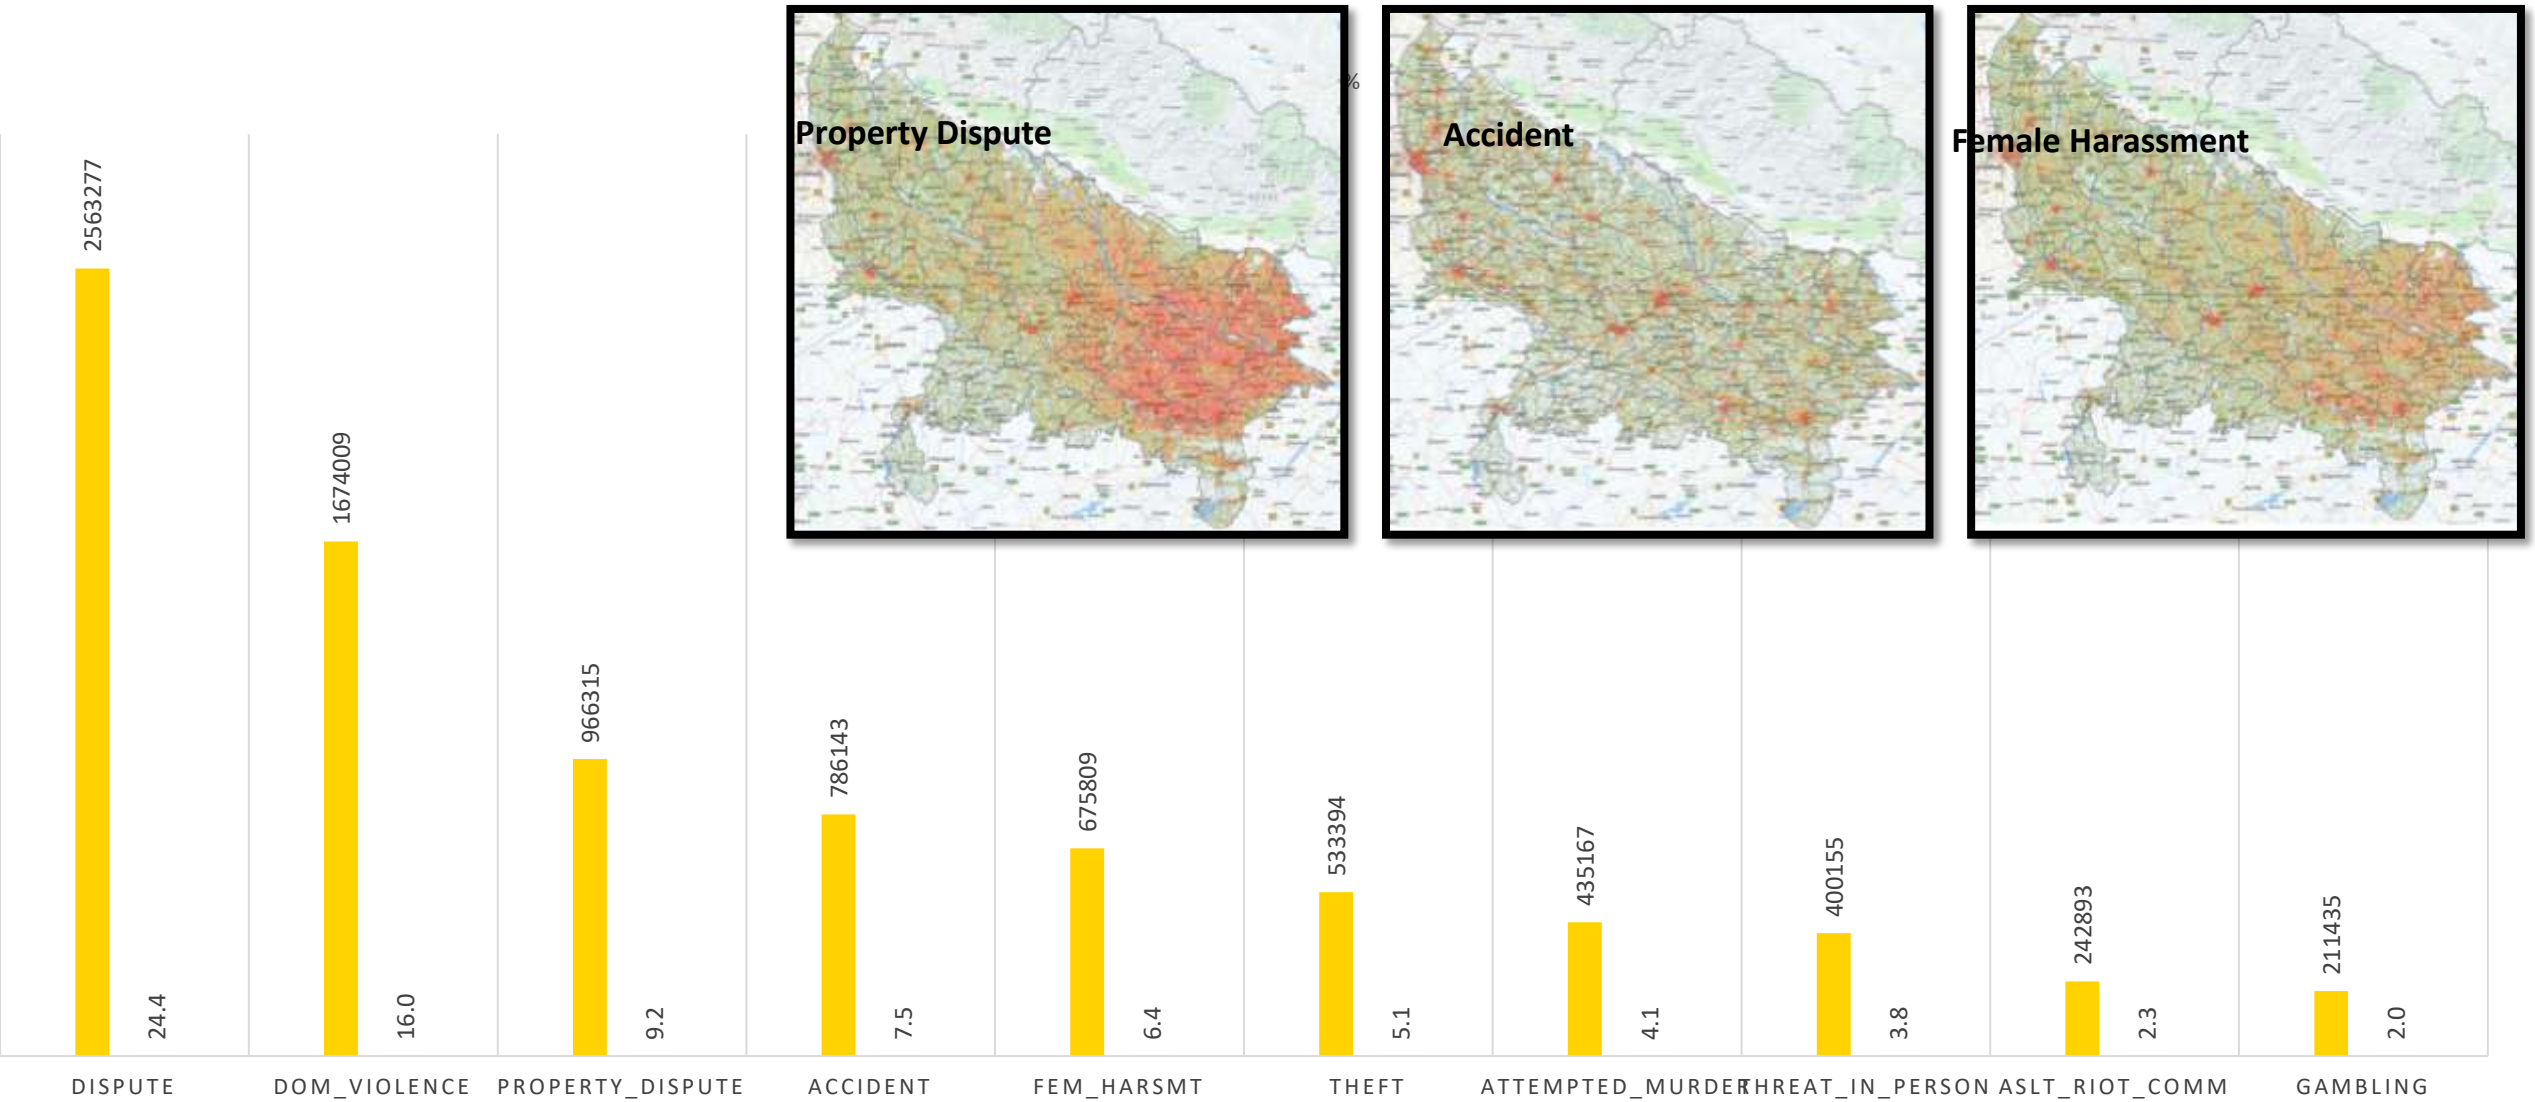 %
Property Dispute
Accident
Female Harassment
2563277
1674009
966315
786143
675809
533394
435167
400155
242893
211435
24.4
16.0
9.2
7.5
6.4
5.1
4.1
3.8
2.3
2.0
DISPUTE
DOM_VIOLENCE
PROPERTY_DISPUTE
ACCIDENT
FEM_HARSMT
THEFT
ATTEMPTED_MURDER
THREAT_IN_PERSON
ASLT_RIOT_COMM
GAMBLING